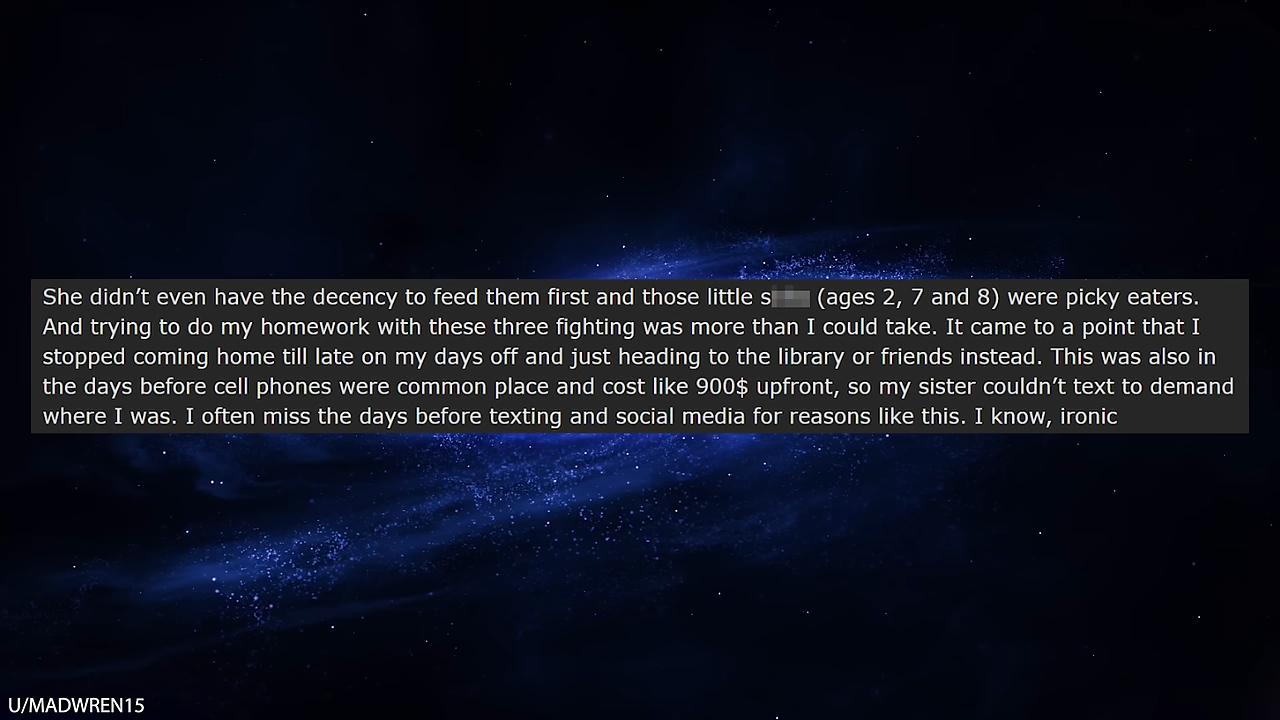 She didn’t even have the decency to feed them first and those little s (ages 2, 7 and 8) were picky eaters.
And trying to do my homework with these three fighting was more than I could take. It came to a point that I
stopped coming home till late on my days off and just heading to the library or friends instead. This was also in
the days before cell phones were common place and cost like 900$ upfront, so my sister couldn’t text to demand
where I was. I often miss the days before texting and social media for reasons like this. I know, ironic
U/MADWREN15